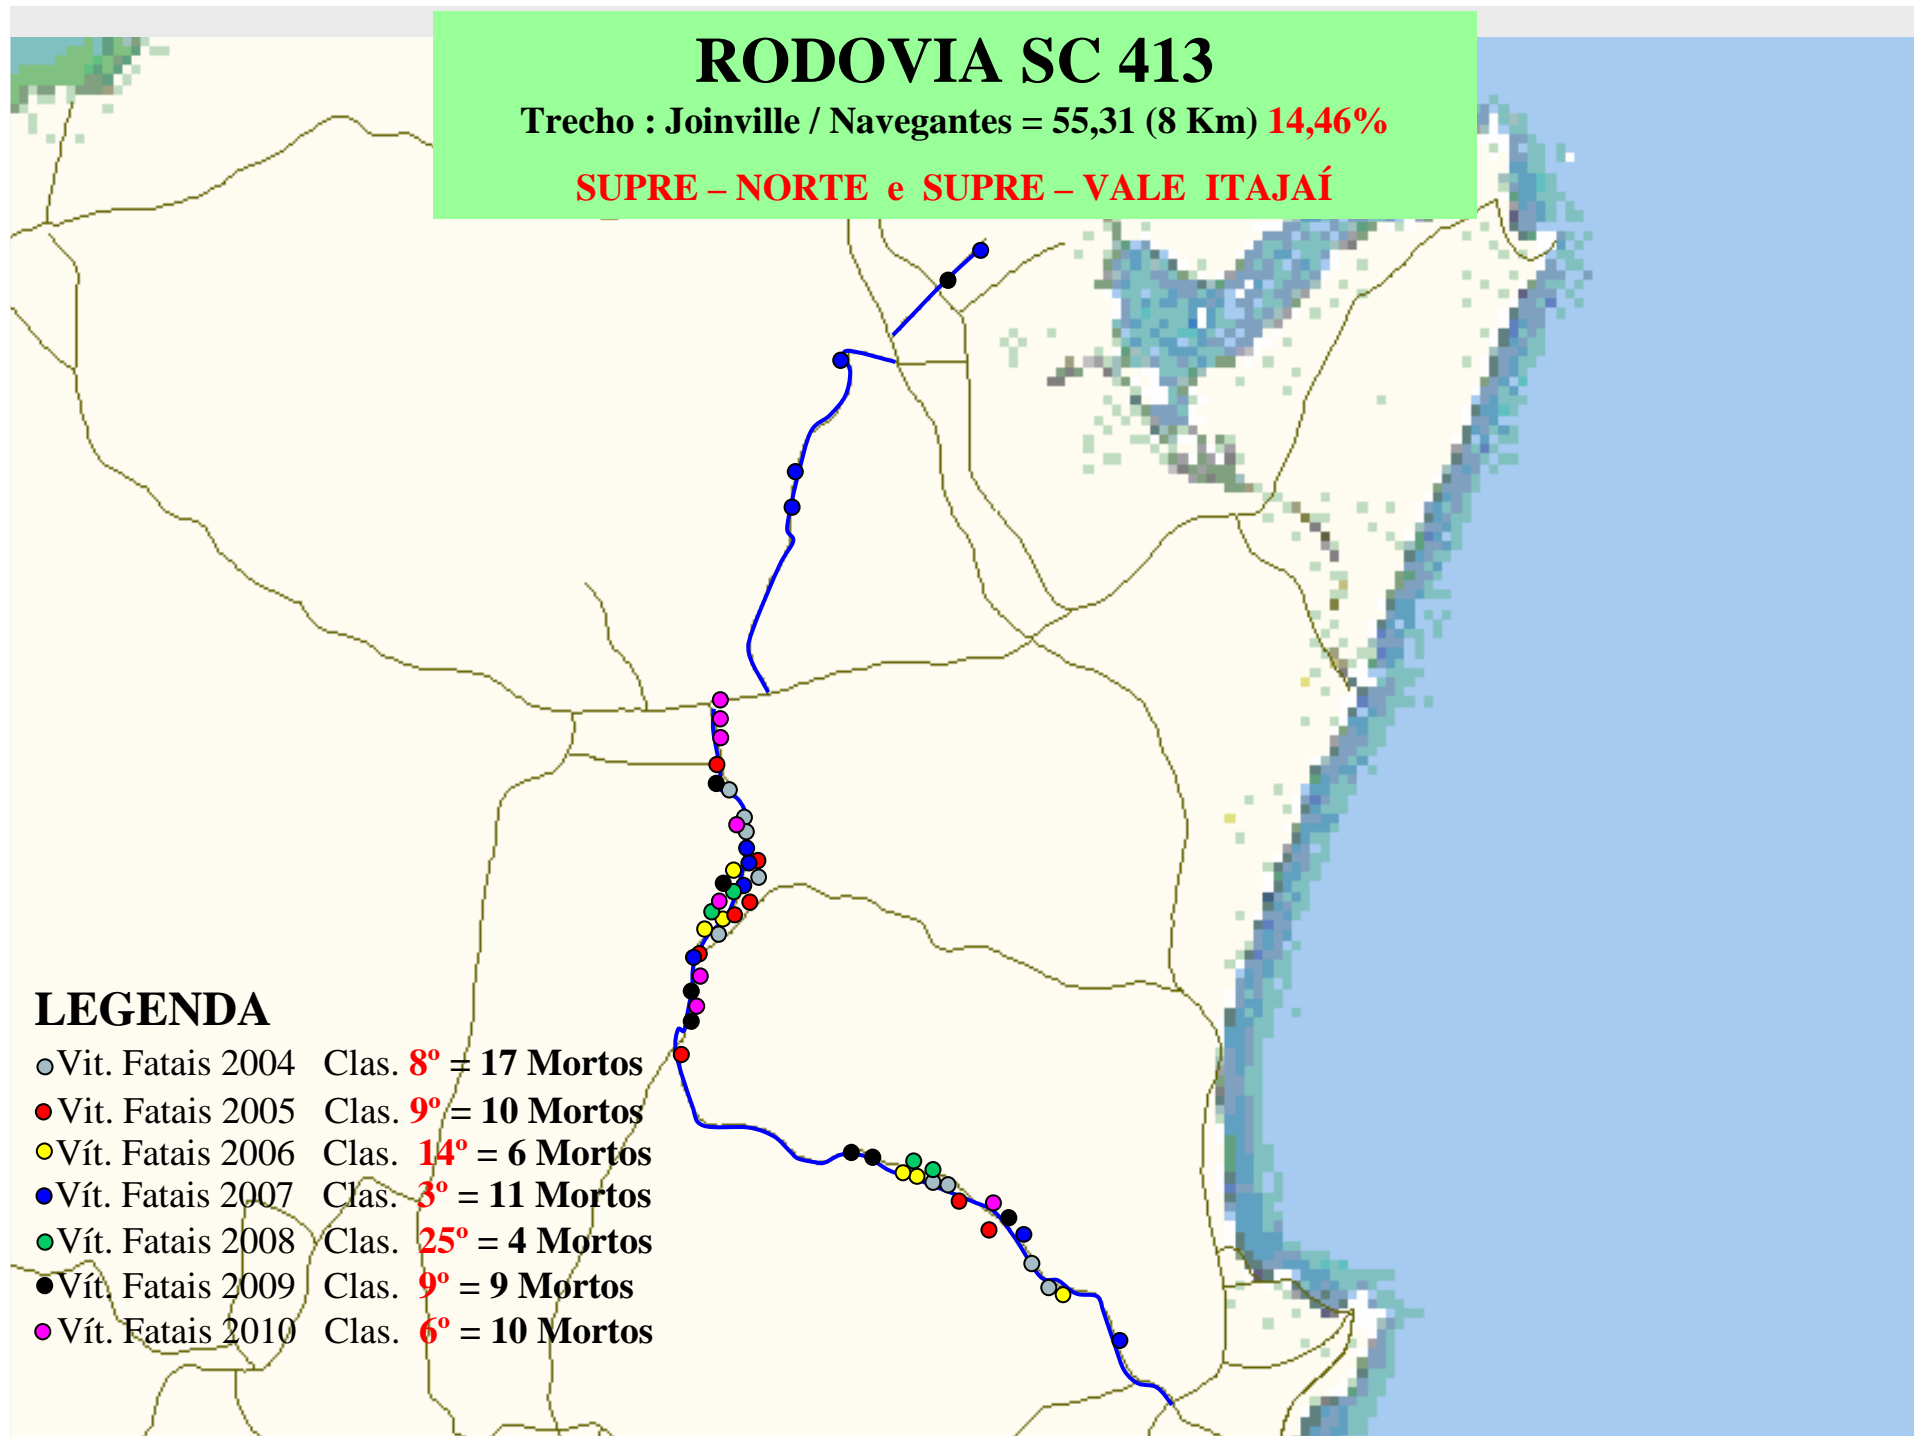 RODOVIA SC 413
Trecho : Joinville / Navegantes = 55,31 (8 Km) 14,46%
SUPRE – NORTE e SUPRE – VALE ITAJAÍ
LEGENDA
Vit. Fatais 2004 Clas. 8º = 17 Mortos
Vit. Fatais 2005 Clas. 9º = 10 Mortos
Vít. Fatais 2006 Clas. 14º = 6 Mortos
Vít. Fatais 2007 Clas. 3º = 11 Mortos
Vít. Fatais 2008 Clas. 25º = 4 Mortos
Vít. Fatais 2009 Clas. 9º = 9 Mortos
Vít. Fatais 2010 Clas. 6º = 10 Mortos